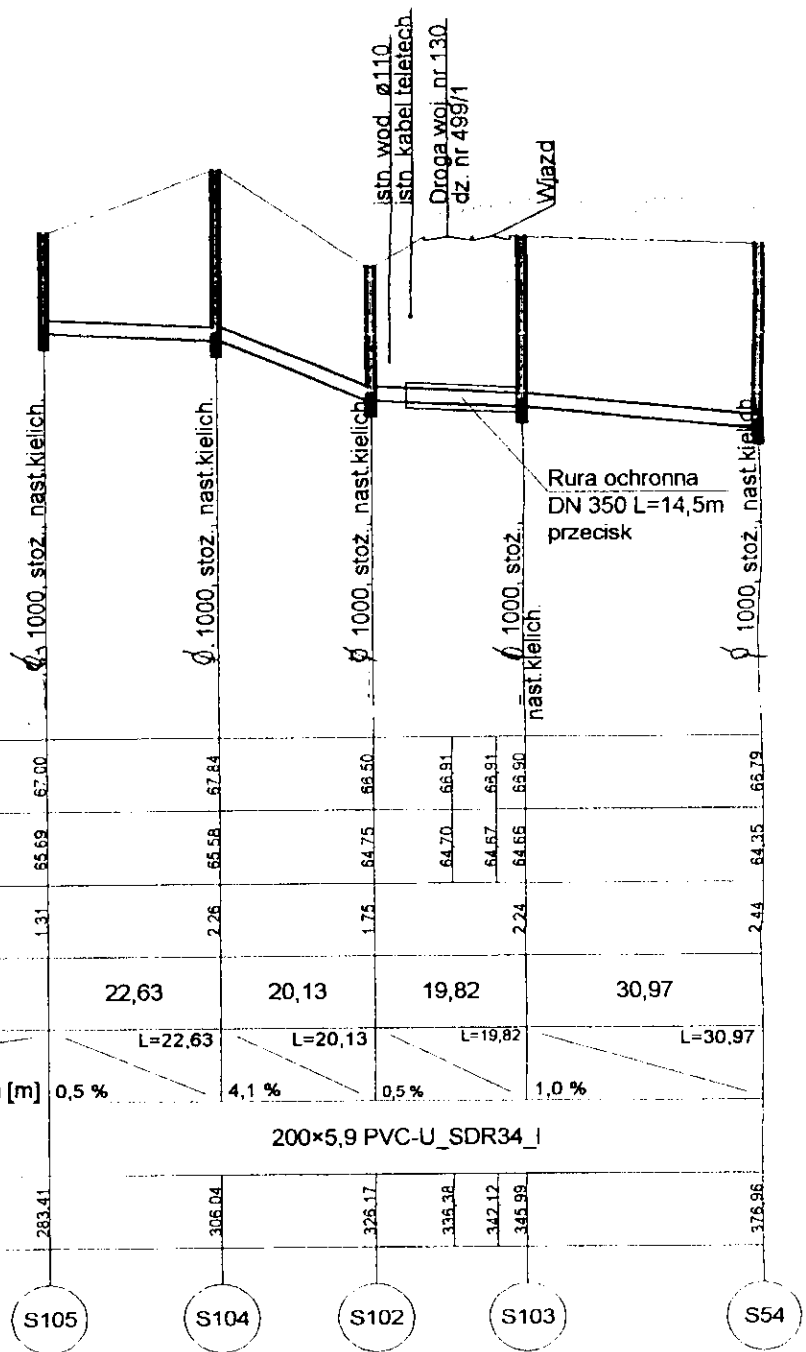 istn. wod. ø110
istn. kabel teletech.
Droga woj. nr 130
dz. nr 499/1
Wjazd
Rura ochronna
DN 350 L=14,5m
przecisk
Ø 1000, stoż., nast.kielich.
Ø 1000, stoż., nast.kielich.
Ø 1000, stoż., nast.kielich.
Ø 1000, stoż.,
nast.kielich.
Ø 1000, stoż., nast.kielich.
67,00 67,84 66,50 66,91 66,91 66,90 66,79
65,69 65,58 64,75 64,70 64,67 64,66 64,35
1,31 2,26 1,75 2,24 2,44
22,63 20,13 19,82 30,97
L=22,63 L=20,13 L=19,82 L=30,97
[m] 0,5 % 4,1 % 0,5 % 1,0 %
200×5,9 PVC-U_SDR34_l
283,41 306,04 326,17 336,38 342,12 345,99 376,96
S105 S104 S102 S103 S54